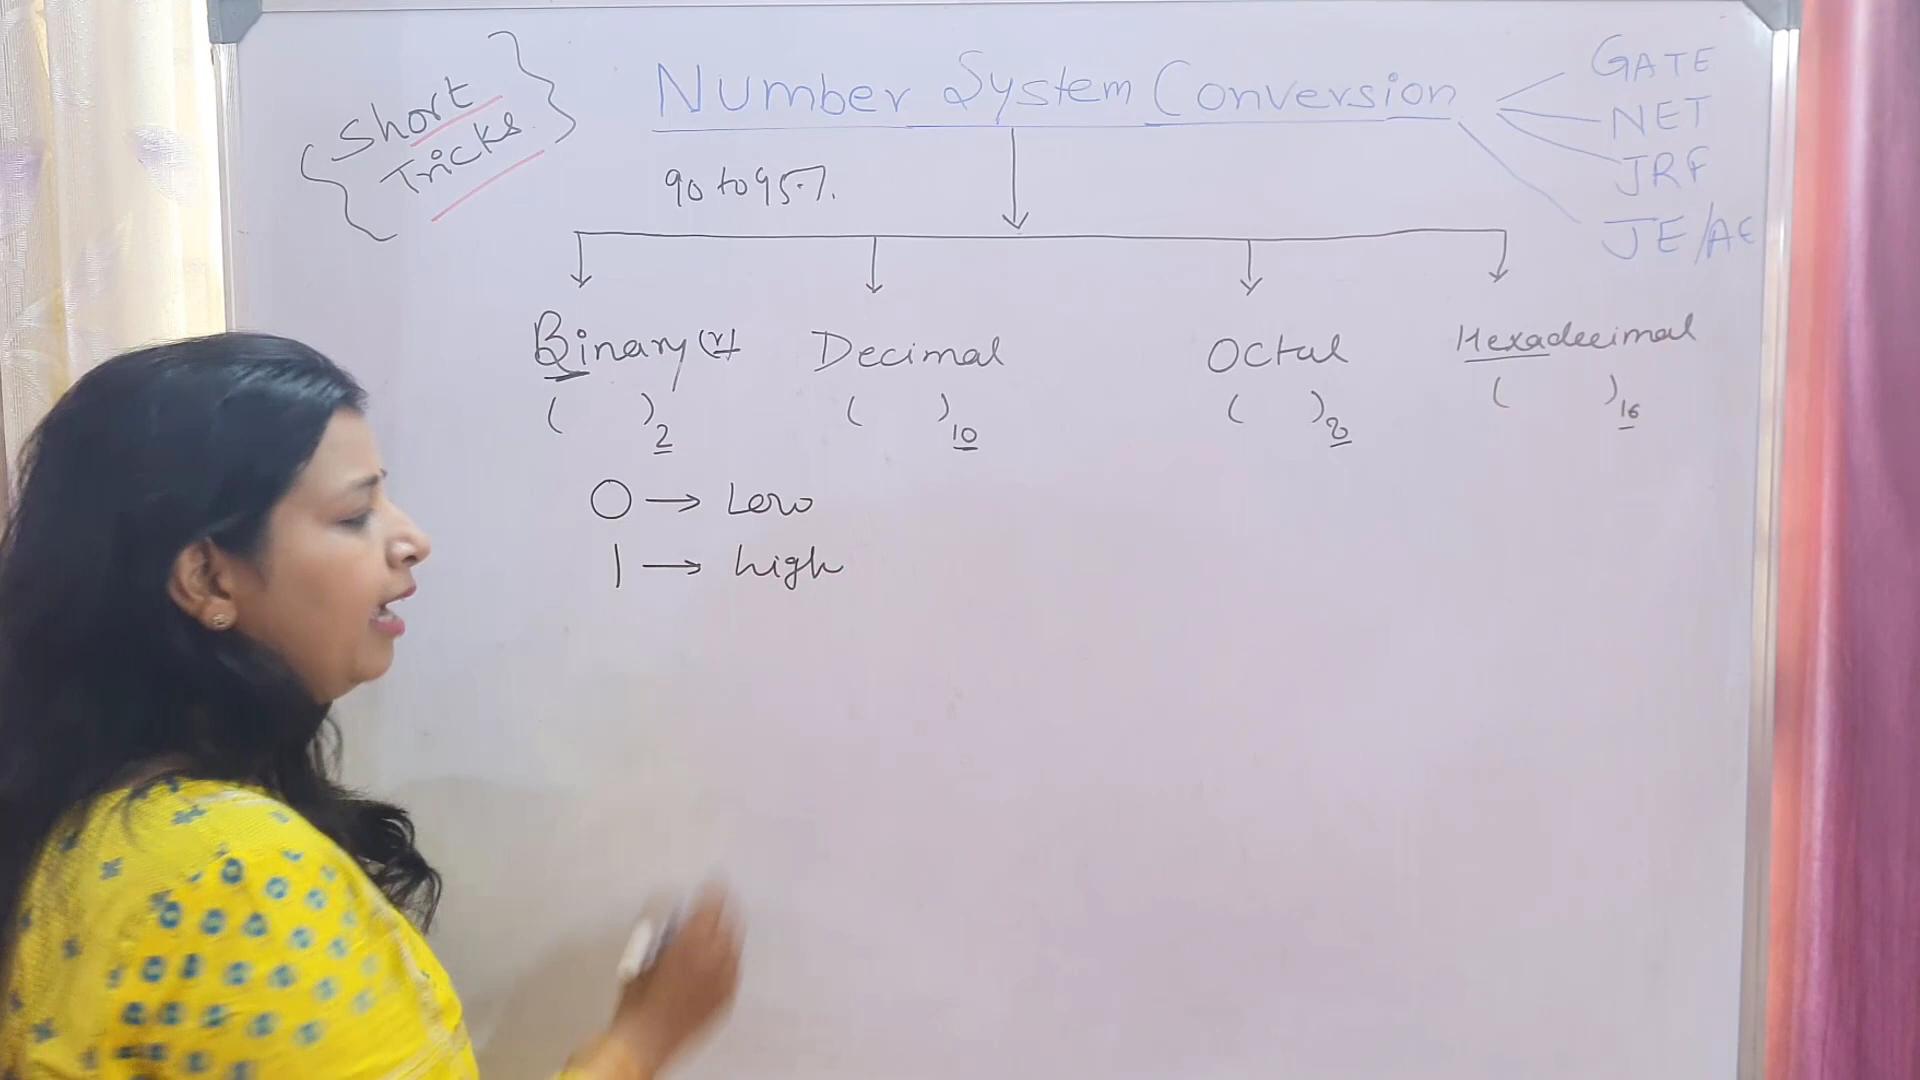 Short
Tricks
Number System Conversion
GATE
NET
JRF
JE/AE
90 to 95%.
Binary (r)
Decimal
Octal
Hexadecimal
( )2
( )10
( )8
( )16
0 → Low
1 → high